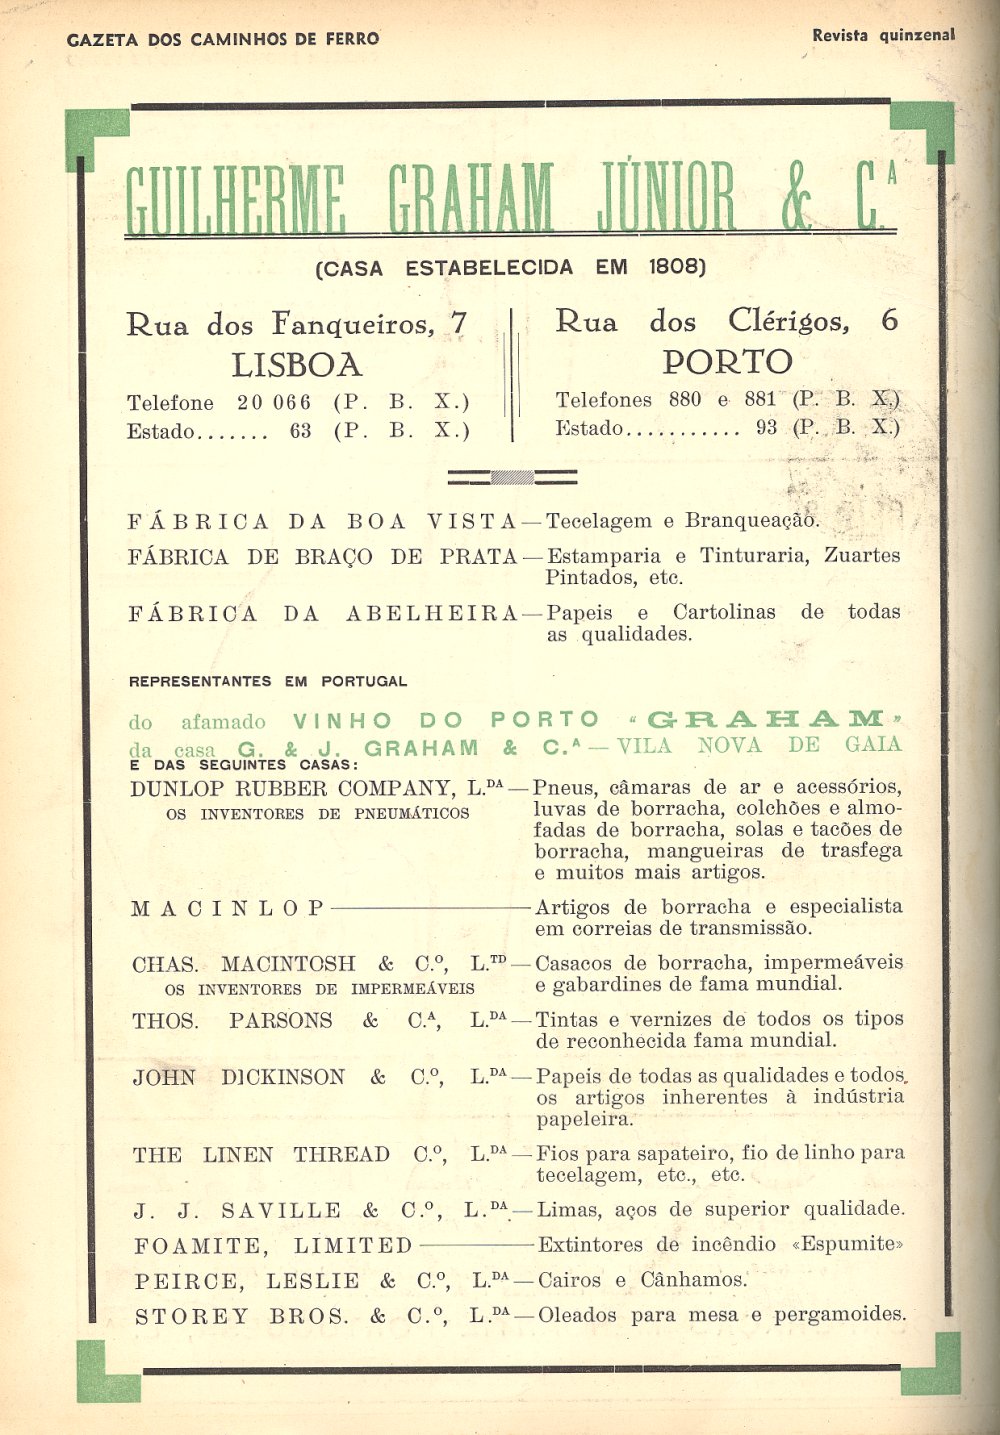 GAZETA DOS CAMINHOS DE FERRO
Revista quinzenal
GUILHERME GRAHAM JÚNIOR & C.ᴬ
(CASA ESTABELECIDA EM 1808)
Rua dos Fanqueiros, 7
LISBOA
Telefone 20 066 (P. B. X.)
Estado....... 63 (P. B. X.)
Rua dos Clérigos, 6
PORTO
Telefones 880 e 881 (P. B. X.)
Estado........... 93 (P. B. X.)
FÁBRICA DA BOA VISTA—Tecelagem e Branqueação.
FÁBRICA DE BRAÇO DE PRATA—Estamparia e Tinturaria, Zuartes
Pintados, etc.
FÁBRICA DA ABELHEIRA—Papeis e Cartolinas de todas
as qualidades.
REPRESENTANTES EM PORTUGAL
do afamado VINHO DO PORTO "GRAHAM"
da casa G. & J. GRAHAM & C.ᴬ — VILA NOVA DE GAIA
E DAS SEGUINTES CASAS:
DUNLOP RUBBER COMPANY, L.ᴰᴬ—Pneus, câmaras de ar e acessórios,
OS INVENTORES DE PNEUMÁTICOS luvas de borracha, colchões e almo-
fadas de borracha, solas e tacões de
borracha, mangueiras de trasfega
e muitos mais artigos.
MACINLOP—Artigos de borracha e especialista
em correias de transmissão.
CHAS. MACINTOSH & C.º, L.ᵀᴰ—Casacos de borracha, impermeáveis
OS INVENTORES DE IMPERMEÁVEIS e gabardines de fama mundial.
THOS. PARSONS & C.ᴬ, L.ᴰᴬ—Tintas e vernizes de todos os tipos
de reconhecida fama mundial.
JOHN DICKINSON & C.º, L.ᴰᴬ—Papeis de todas as qualidades e todos
os artigos inherentes à indústria
papeleira.
THE LINEN THREAD C.º, L.ᴰᴬ—Fios para sapateiro, fio de linho para
tecelagem, etc., etc.
J. J. SAVILLE & C.º, L.ᴰᴬ—Limas, aços de superior qualidade.
FOAMITE, LIMITED—Extintores de incêndio «Espumite»
PEIRCE, LESLIE & C.º, L.ᴰᴬ—Cairos e Cânhamos.
STOREY BROS. & C.º, L.ᴰᴬ—Oleados para mesa e pergamoides.